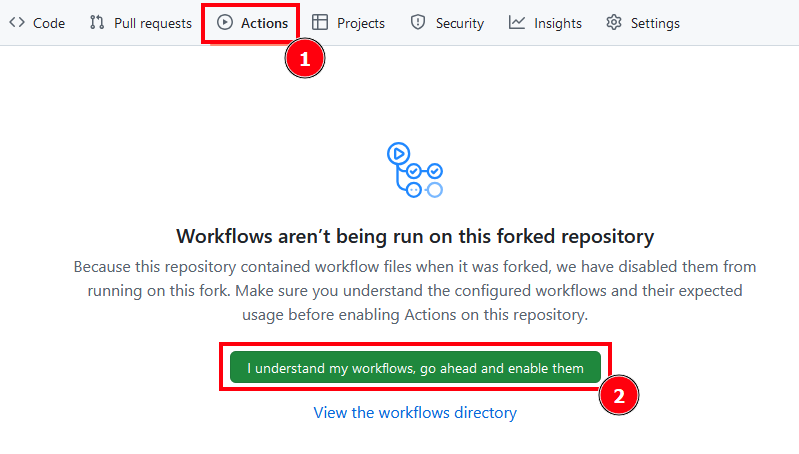 Code Pull requests Actions Projects Security Insights Settings
1
Workflows aren’t being run on this forked repository
Because this repository contained workflow files when it was forked, we have disabled them from
running on this fork. Make sure you understand the configured workflows and their expected
usage before enabling Actions on this repository.
I understand my workflows, go ahead and enable them
2
View the workflows directory